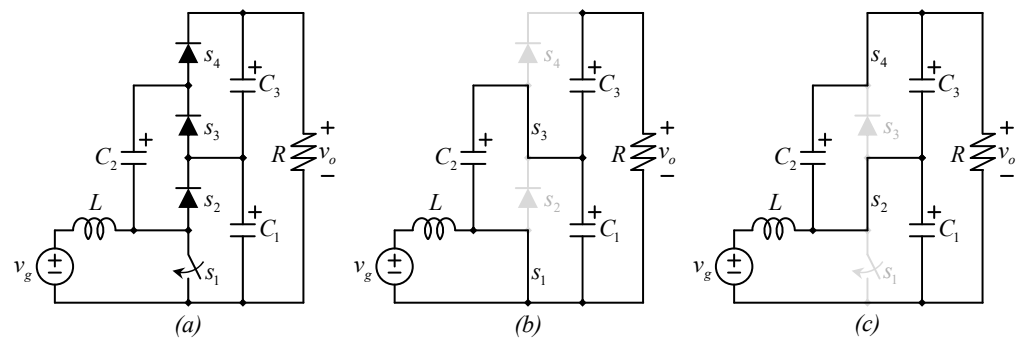 s4
C3
s3
C2
R
+
vo
−
L
s2
C1
vg
s1
(a)
C3
s3
C2
R
+
vo
−
L
C1
vg
s1
s4
s2
(b)
s4
C3
s3
C2
R
+
vo
−
L
s2
C1
vg
s1
(c)